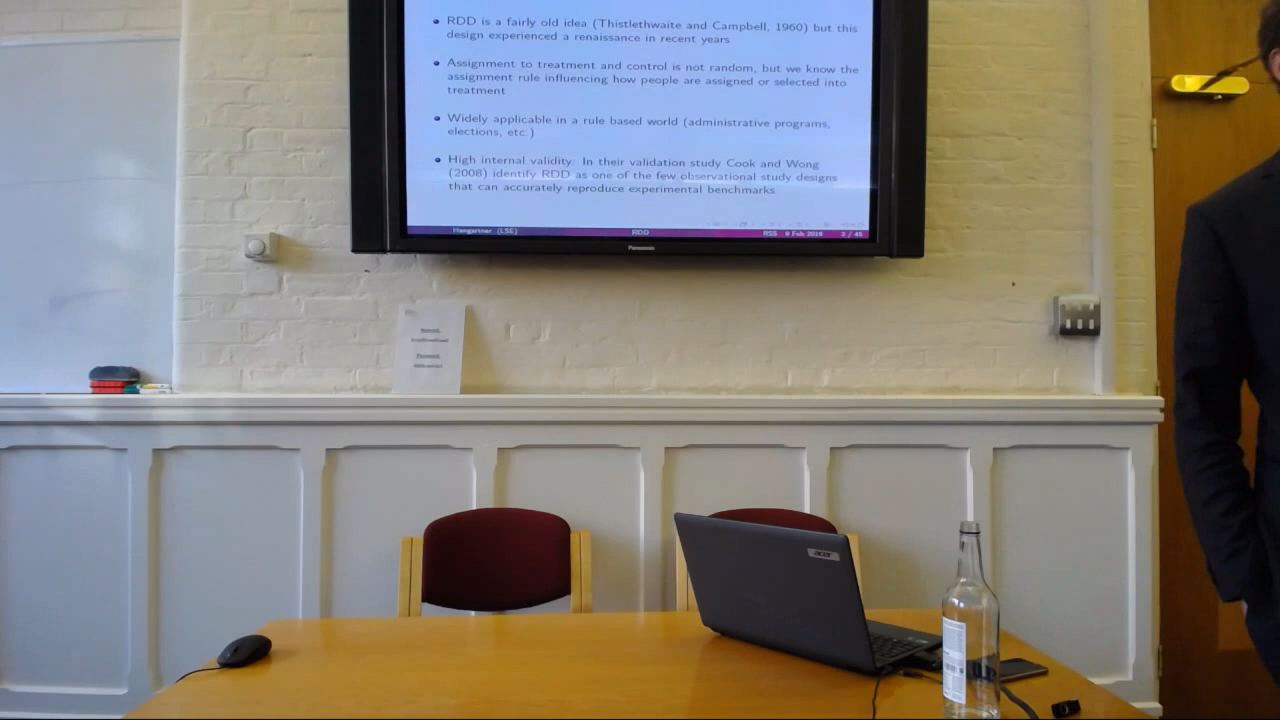 RDD is a fairly old idea (Thistlethwaite and Campbell, 1960) but this
design experienced a renaissance in recent years
Assignment to treatment and control is not random, but we know the
assignment rule influencing how people are assigned or selected into
treatment
Widely applicable in a rule based world (administrative programs,
elections, etc.)
High internal validity: In their validation study Cook and Wong
(2008) identify RDD as one of the few observational study designs
that can accurately reproduce experimental benchmarks
Hangartner (LSE) RDD RSS 9 Feb 2016 2 / 45
Panasonic
acer